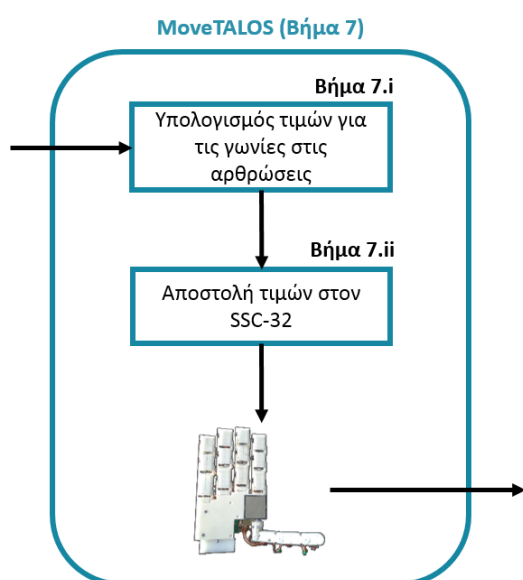 MoveTALOS (Βήμα 7)
Βήμα 7.i
Υπολογισμός τιμών για
τις γωνίες στις
αρθρώσεις
Βήμα 7.ii
Αποστολή τιμών στον
SSC-32